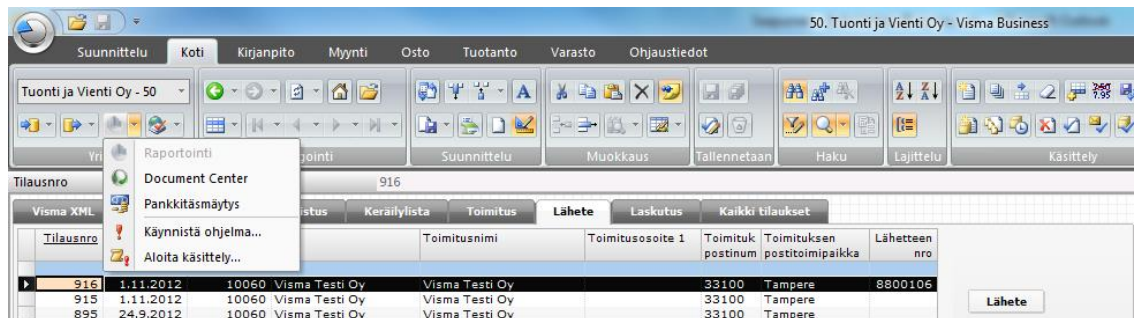 50. Tuonti ja Vienti Oy - Visma Business
Suunnittelu Koti Kirjanpito Myynti Osto Tuotanto Varasto Ohjaustiedot
Tuonti ja Vienti Oy - 50
Suunnittelu Muokkaus Tallennetaan Haku Lajittelu Käsittely
Raportointi
Document Center
Pankkitäsmäytys
Käynnistä ohjelma...
Aloita käsittely...
Tilausnro 916
Visma XML Keräilylista Toimitus Lähete Laskutus Kaikki tilaukset
Tilausnro Toimitusnimi Toimitusosoite 1 Toimituk postinum Toimituksen postitoimipaikka Lähetteen nro
916 1.11.2012 10060 Visma Testi Oy Visma Testi Oy 33100 Tampere 8800106
915 1.11.2012 10060 Visma Testi Oy Visma Testi Oy 33100 Tampere
Lähete
895 24.9.2012 10060 Visma Testi Oy Visma Testi Oy 33100 Tampere